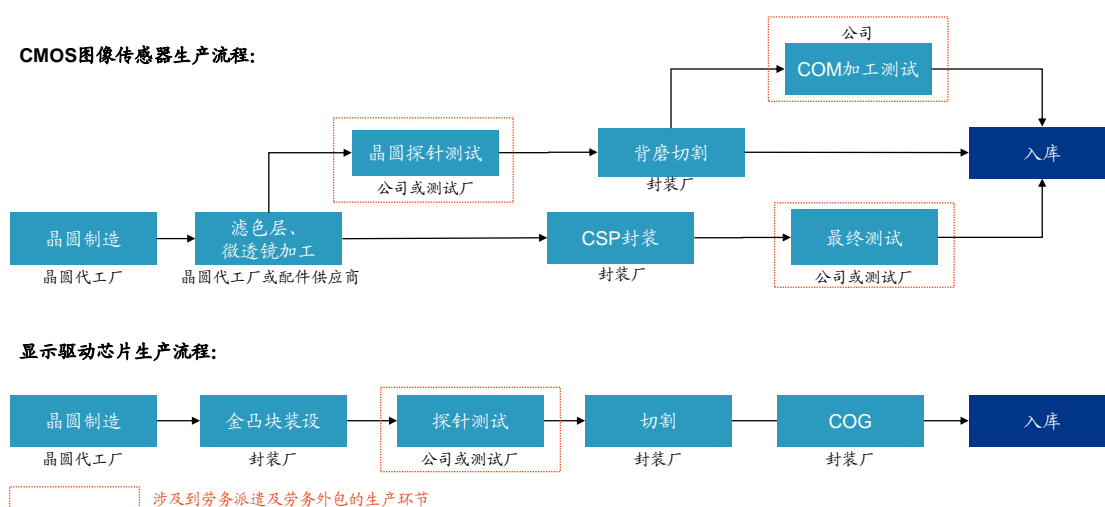 CMOS图像传感器生产流程：
公司
COM加工测试
晶圆探针测试
公司或测试厂
背磨切割
封装厂
入库
晶圆制造
晶圆代工厂
滤色层、
微透镜加工
晶圆代工厂或配件供应商
CSP封装
封装厂
最终测试
公司或测试厂
显示驱动芯片生产流程：
晶圆制造
晶圆代工厂
金凸块装设
封装厂
探针测试
公司或测试厂
切割
封装厂
COG
封装厂
入库
涉及到劳务派遣及劳务外包的生产环节